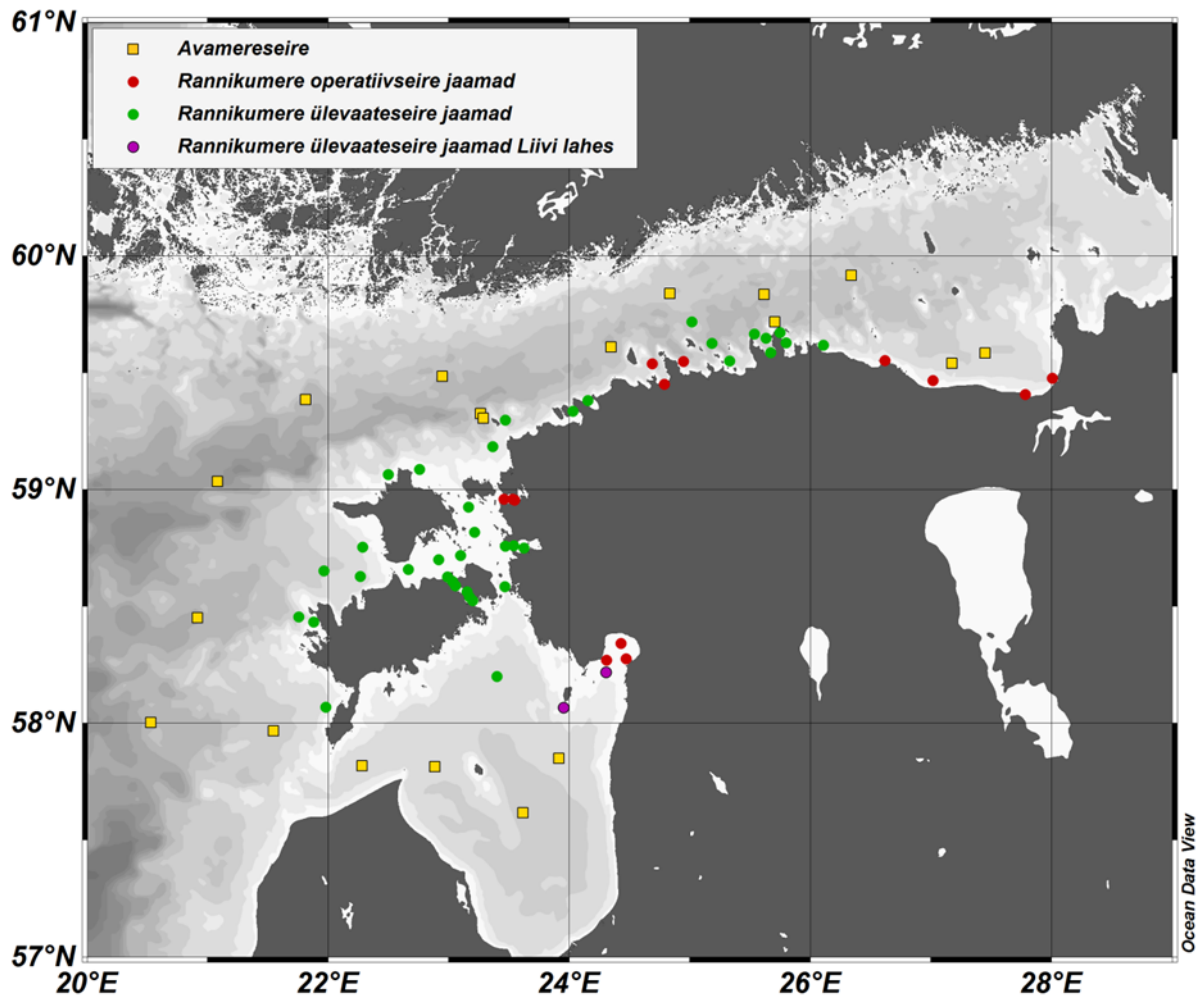 61°N
Avamereseire
Rannikumere operatiivseire jaamad
Rannikumere ülevaateseire jaamad
Rannikumere ülevaateseire jaamad Liivi lahes
60°N
59°N
58°N
57°N
20°E 22°E 24°E 26°E 28°E
Ocean Data View